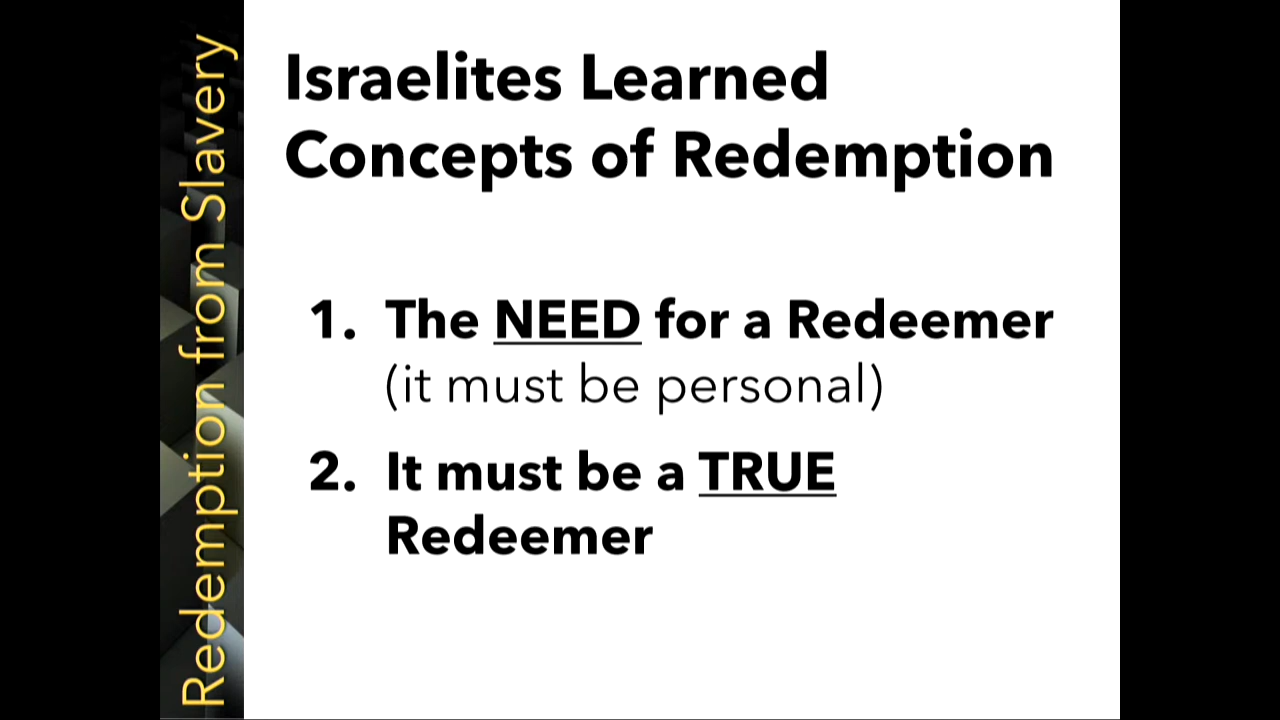 Redemption from Slavery
Israelites Learned
Concepts of Redemption
1. The NEED for a Redeemer
(it must be personal)
2. It must be a TRUE
Redeemer